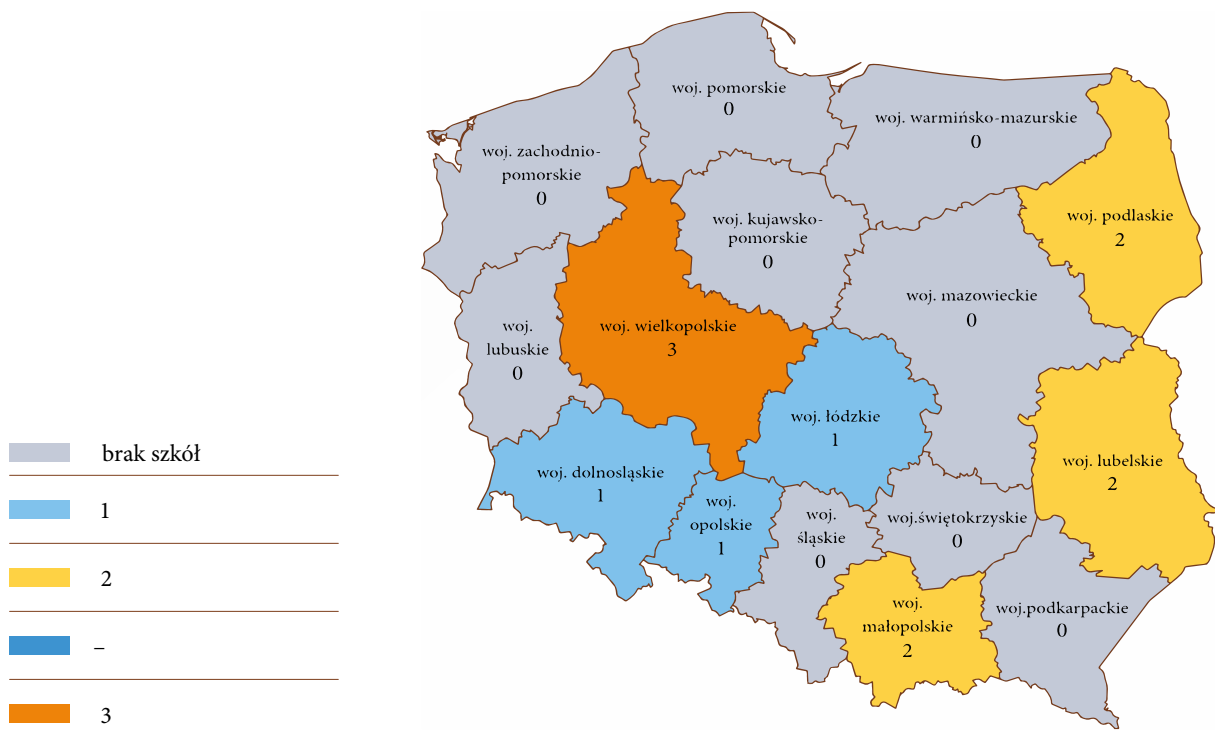 woj. pomorskie
0
woj. warmińsko-mazurskie
0
woj. zachodnio-
pomorskie
0
woj. podlaskie
2
woj. kujawsko-
pomorskie
0
woj. mazowieckie
0
woj.
lubuskie
0
woj. wielkopolskie
3
woj. łódzkie
1
woj. lubelskie
2
woj. dolnośląskie
1
woj.
opolskie
1
woj.
śląskie
0
woj.świętokrzyskie
0
woj.
małopolskie
2
woj.podkarpackie
0
brak szkół
1
2
–
3